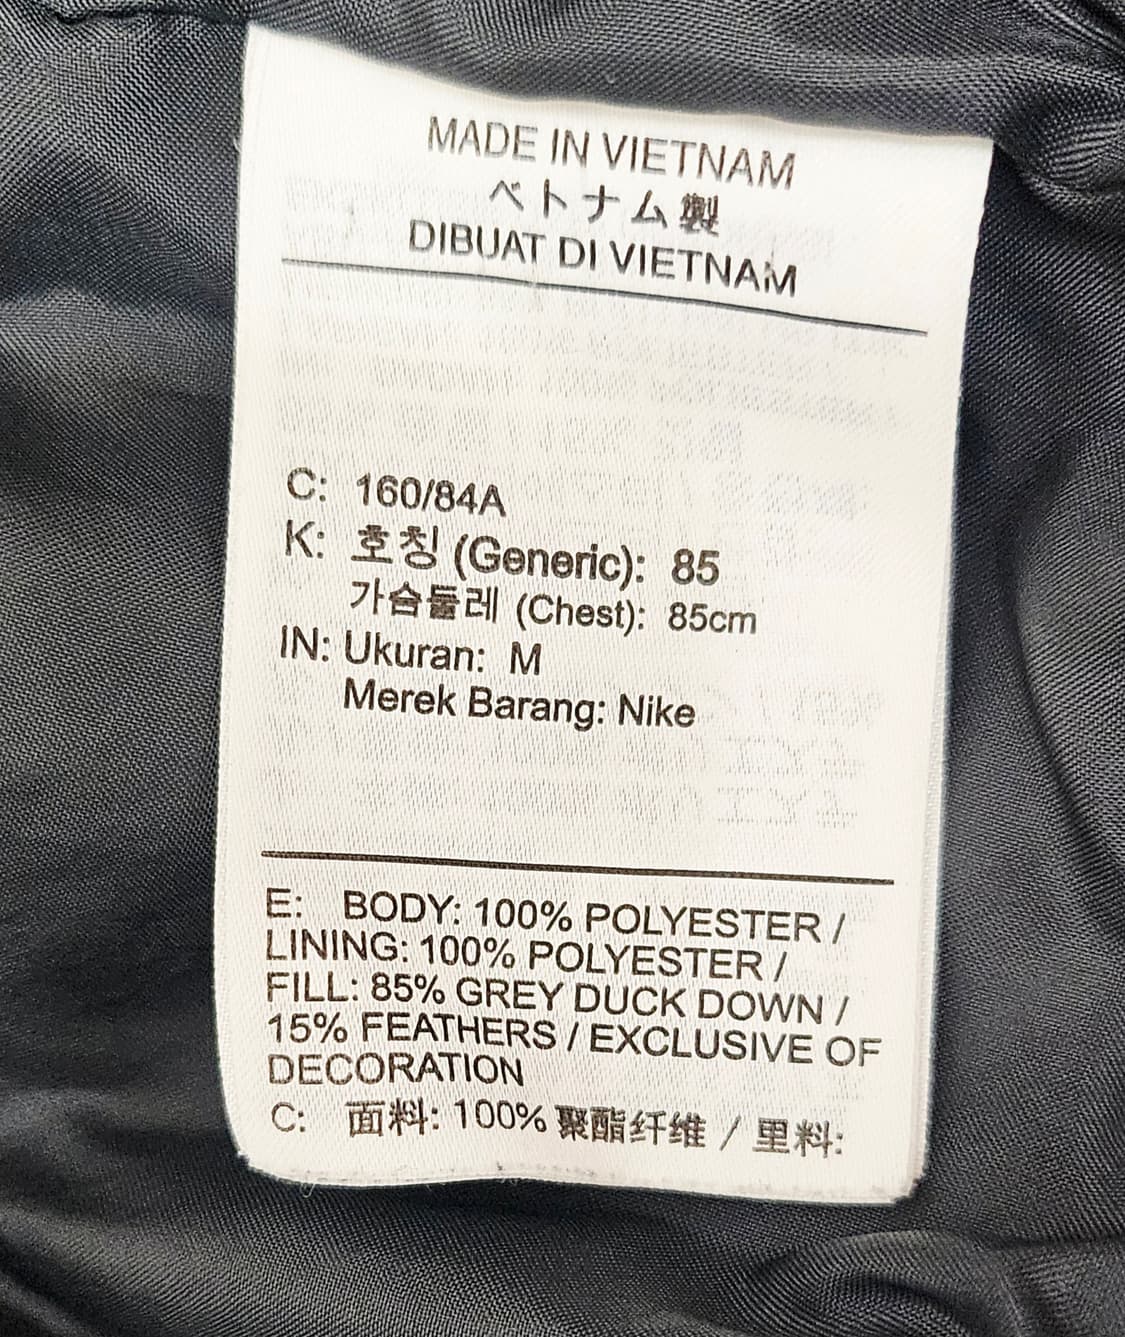 MADE IN VIETNAM
ベトナム製
DIBUAT DI VIETNAM
C: 160/84A
K: 호칭 (Generic): 85
가슴둘레 (Chest): 85cm
IN: Ukuran: M
Merek Barang: Nike
E: BODY: 100% POLYESTER /
LINING: 100% POLYESTER /
FILL: 85% GREY DUCK DOWN /
15% FEATHERS / EXCLUSIVE OF
DECORATION
C: 面料: 100% 聚酯纤维 / 里料: